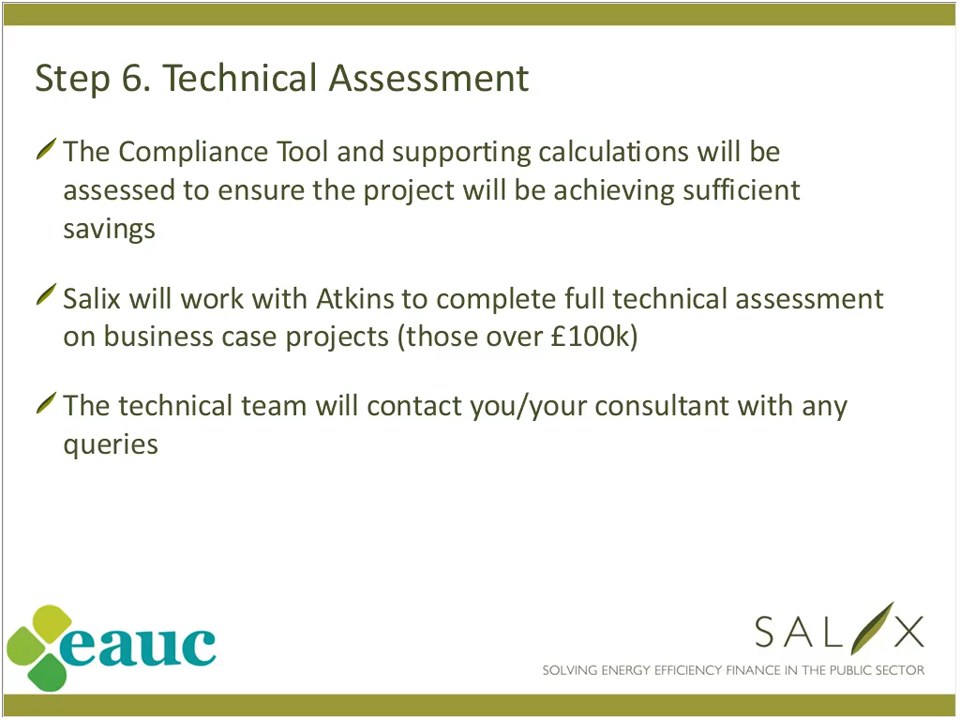 Step 6. Technical Assessment
The Compliance Tool and supporting calculations will be
assessed to ensure the project will be achieving sufficient
savings
Salix will work with Atkins to complete full technical assessment
on business case projects (those over £100k)
The technical team will contact you/your consultant with any
queries
eauc
SALIX
SOLVING ENERGY EFFICIENCY FINANCE IN THE PUBLIC SECTOR